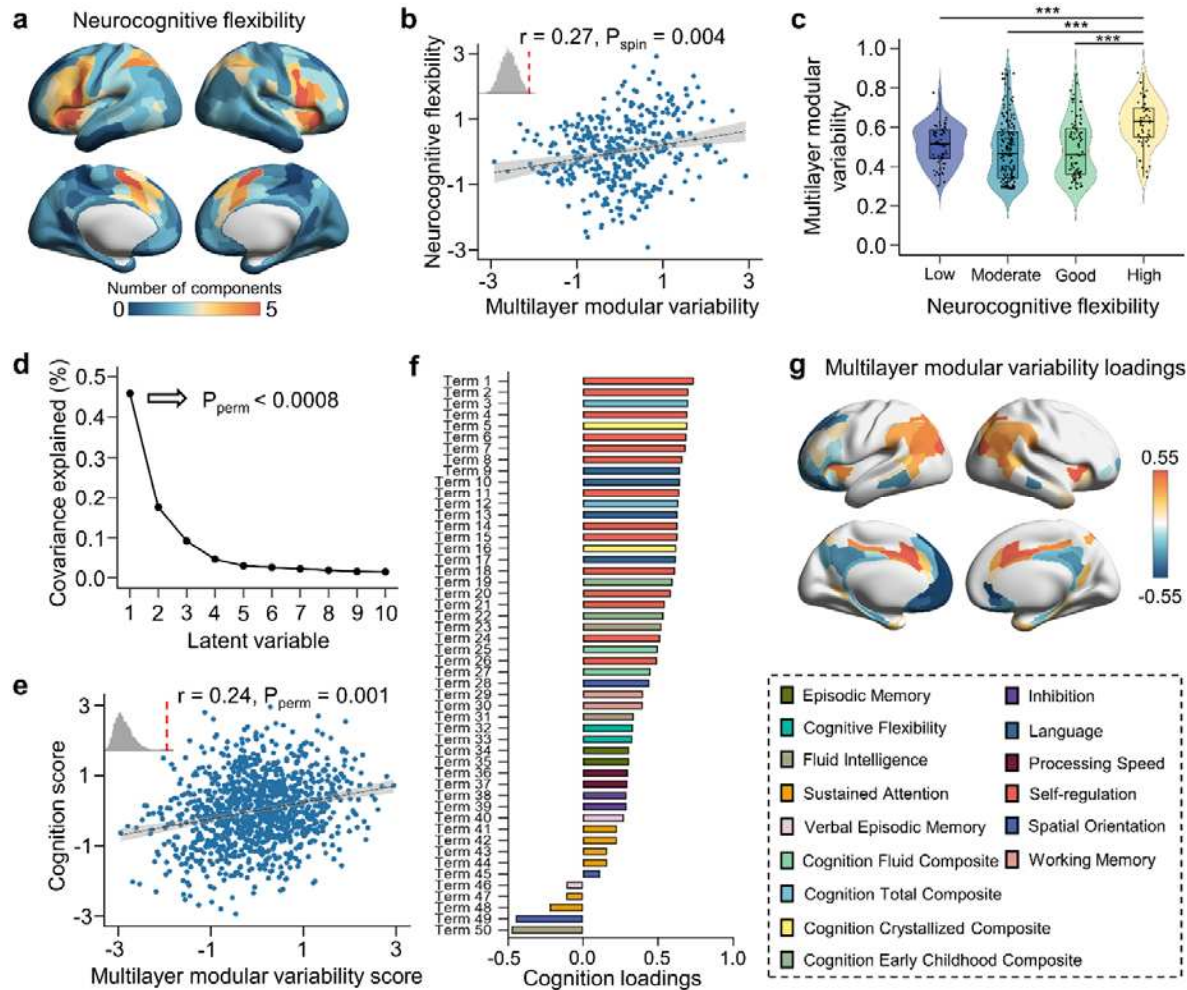 a
Neurocognitive flexibility
Number of components
0
5
b
r = 0.27, Pspin = 0.004
Neurocognitive flexibility
3
1
-1
-3
-3
-1
1
3
Multilayer modular variability
c
***
***
***
Multilayer modular
variability
1.0
0.8
0.6
0.4
0.2
0.0
Low
Moderate
Good
High
Neurocognitive flexibility
d
Covariance explained (%)
0.5
0.4
0.3
0.2
0.1
0.0
Pperm < 0.0008
1 2 3 4 5 6 7 8 9 10
Latent variable
e
r = 0.24, Pperm = 0.001
Cognition score
3
1
-1
-3
-3
-1
1
3
Multilayer modular variability score
f
Term 1
Term 2
Term 3
Term 4
Term 5
Term 6
Term 7
Term 8
Term 9
Term 10
Term 11
Term 12
Term 13
Term 14
Term 15
Term 16
Term 17
Term 18
Term 19
Term 20
Term 21
Term 22
Term 23
Term 24
Term 25
Term 26
Term 27
Term 28
Term 29
Term 30
Term 31
Term 32
Term 33
Term 34
Term 35
Term 36
Term 37
Term 38
Term 39
Term 40
Term 41
Term 42
Term 43
Term 44
Term 45
Term 46
Term 47
Term 48
Term 49
Term 50
-0.5
0.0
0.5
1.0
Cognition loadings
g
Multilayer modular variability loadings
0.55
-0.55
Episodic Memory
Cognitive Flexibility
Fluid Intelligence
Sustained Attention
Verbal Episodic Memory
Cognition Fluid Composite
Cognition Total Composite
Cognition Crystallized Composite
Cognition Early Childhood Composite
Inhibition
Language
Processing Speed
Self-regulation
Spatial Orientation
Working Memory